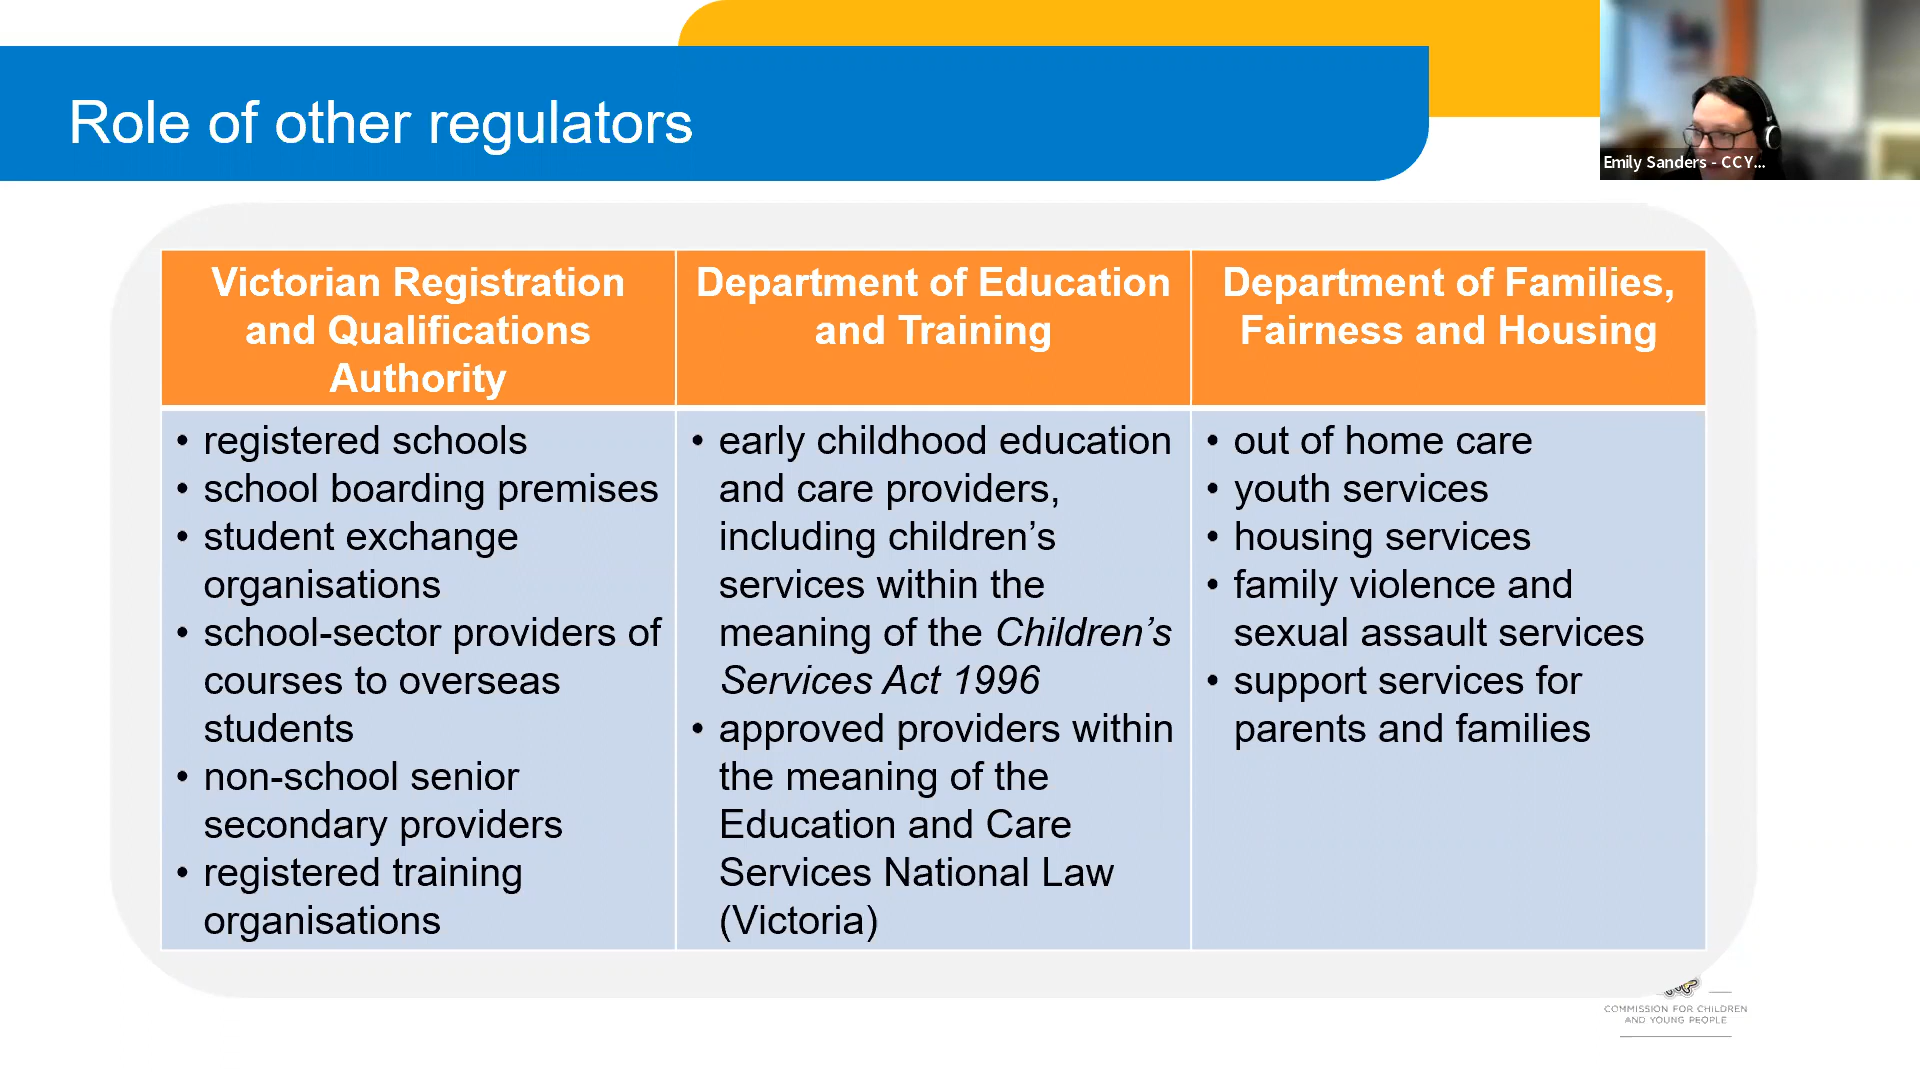 Role of other regulators
Emily Sanders - CCY...
Victorian Registration
and Qualifications
Authority
• registered schools
• school boarding premises
• student exchange
organisations
• school-sector providers of
courses to overseas
students
• non-school senior
secondary providers
• registered training
organisations
Department of Education
and Training
• early childhood education
and care providers,
including children’s
services within the
meaning of the Children’s
Services Act 1996
• approved providers within
the meaning of the
Education and Care
Services National Law
(Victoria)
Department of Families,
Fairness and Housing
• out of home care
• youth services
• housing services
• family violence and
sexual assault services
• support services for
parents and families
COMMISSION FOR CHILDREN
AND YOUNG PEOPLE